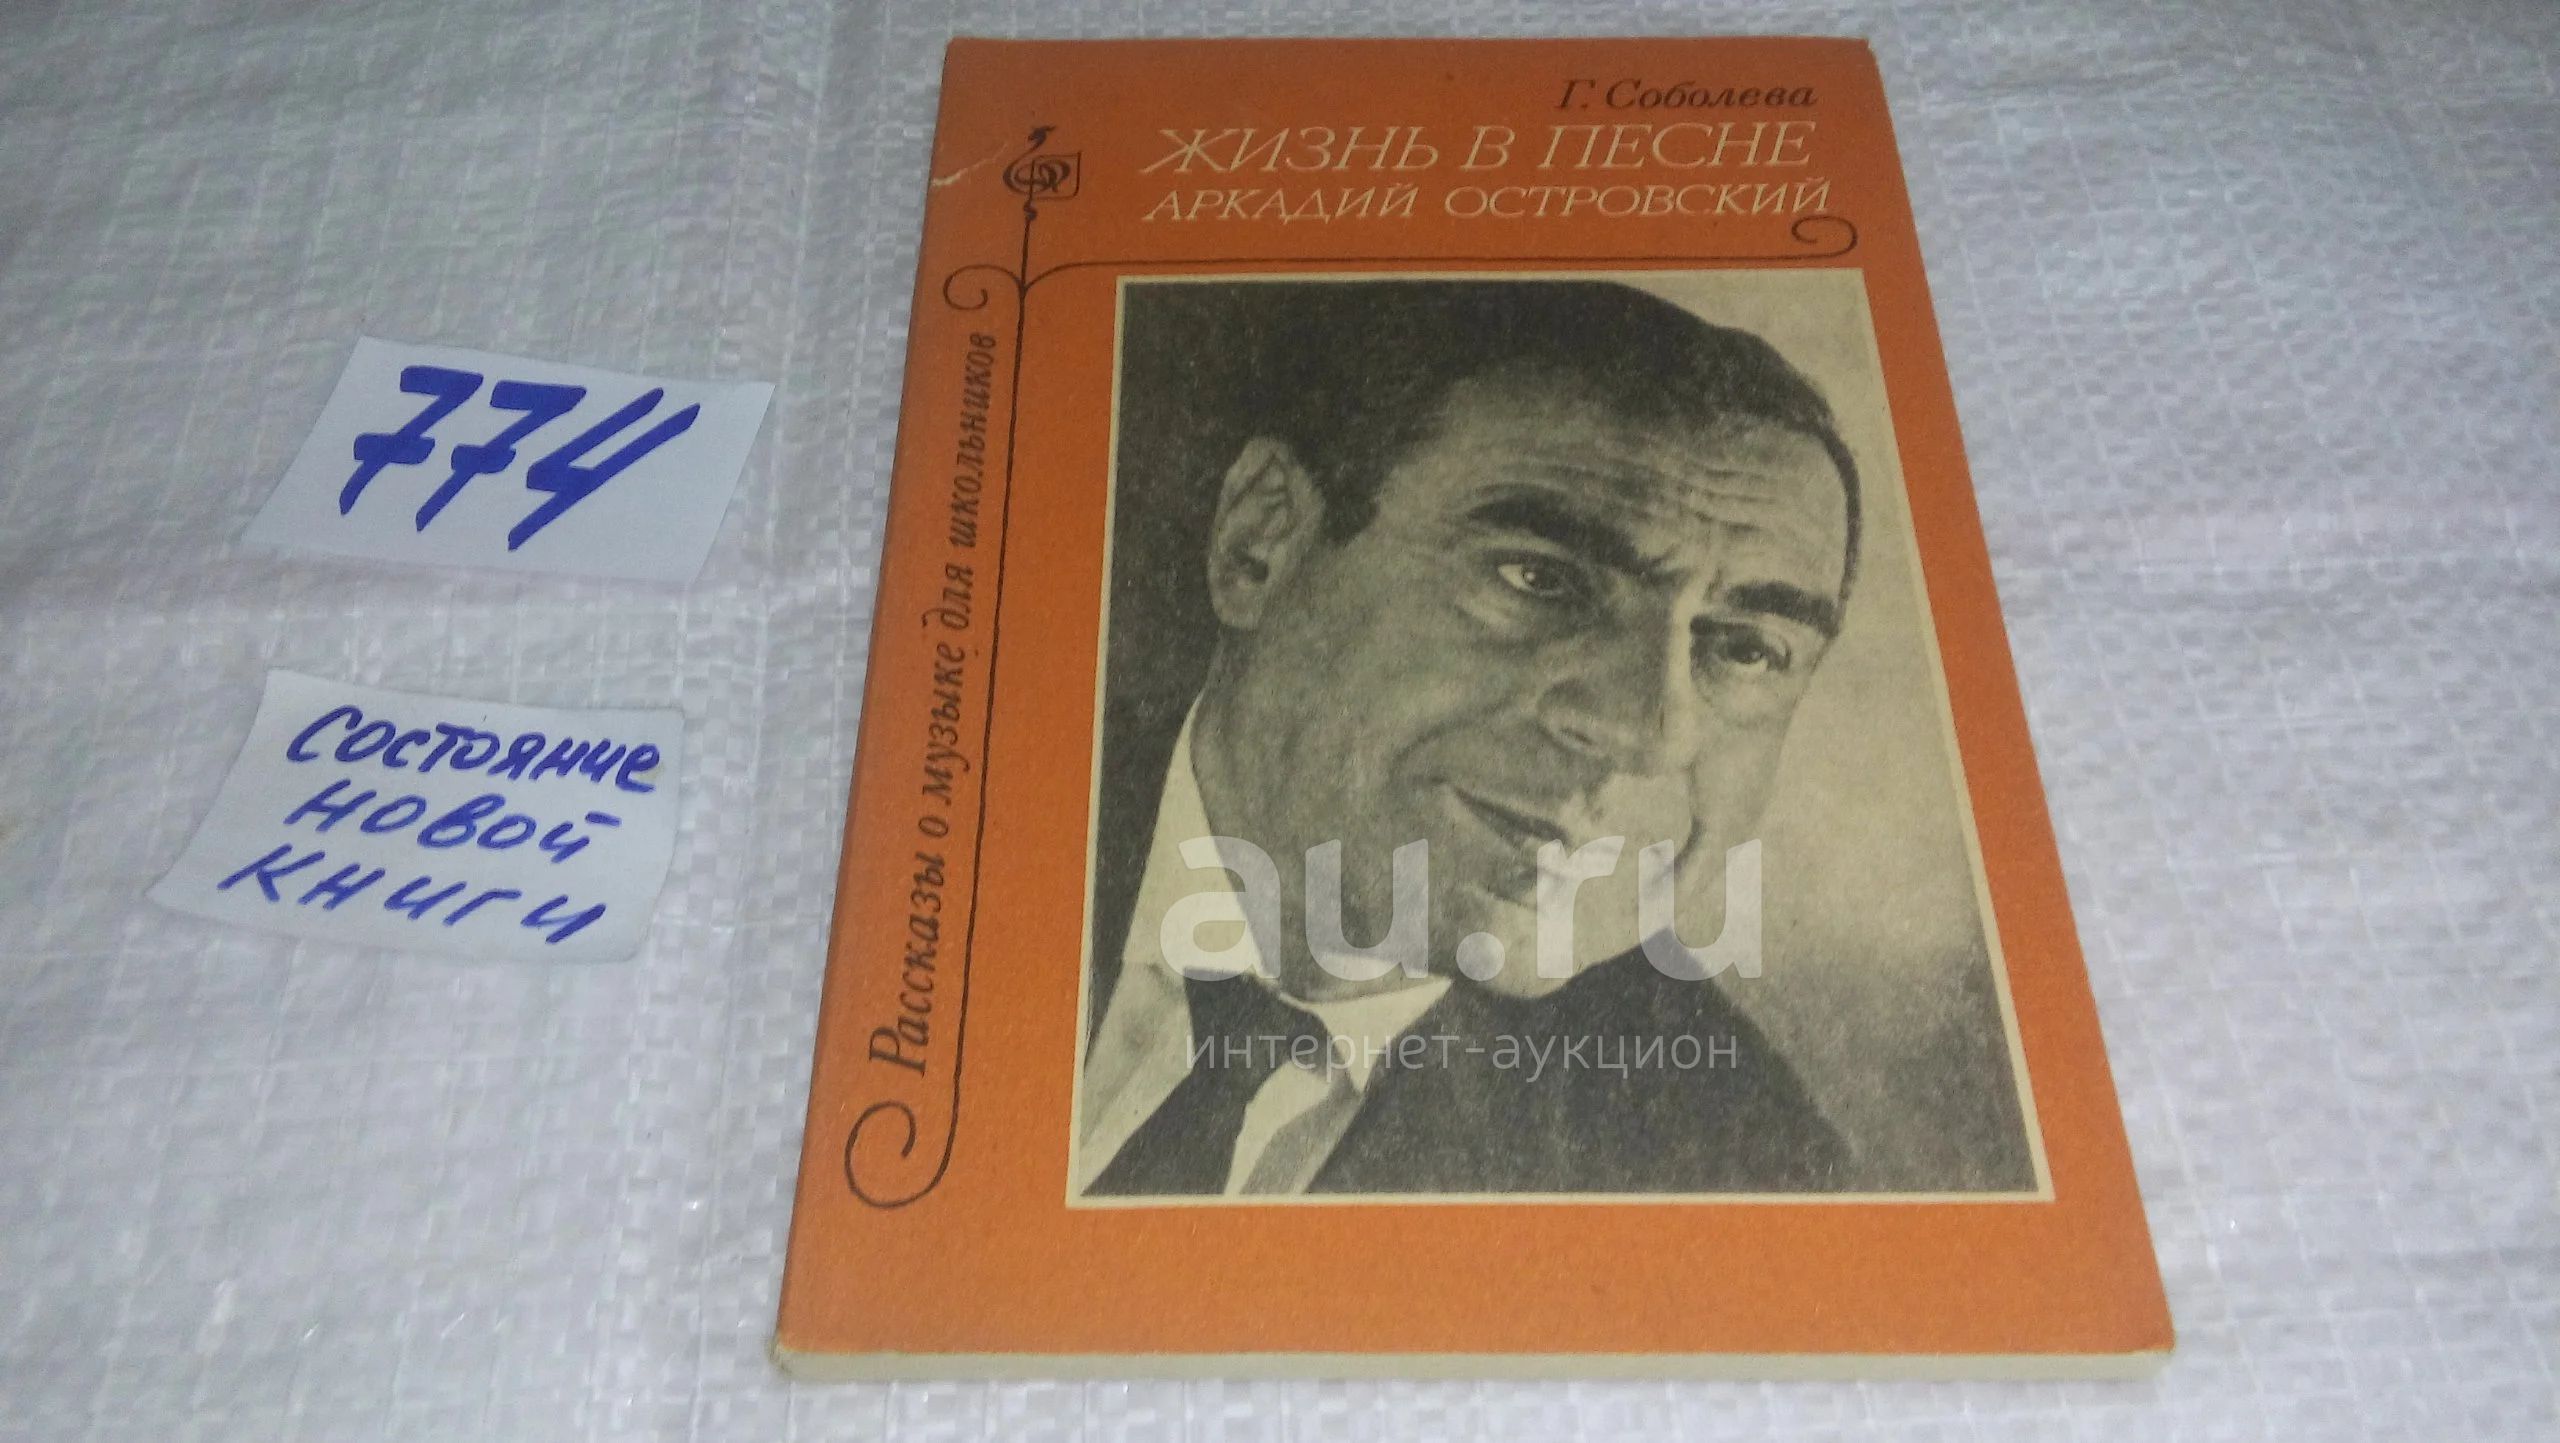 Г. Соболева
ЖИЗНЬ В ПЕСНЕ
АРКАДИЙ ОСТРОВСКИЙ
Рассказы о музыке для школьников
774
состояние
новой
книги
au.ru
интернет-аукцион